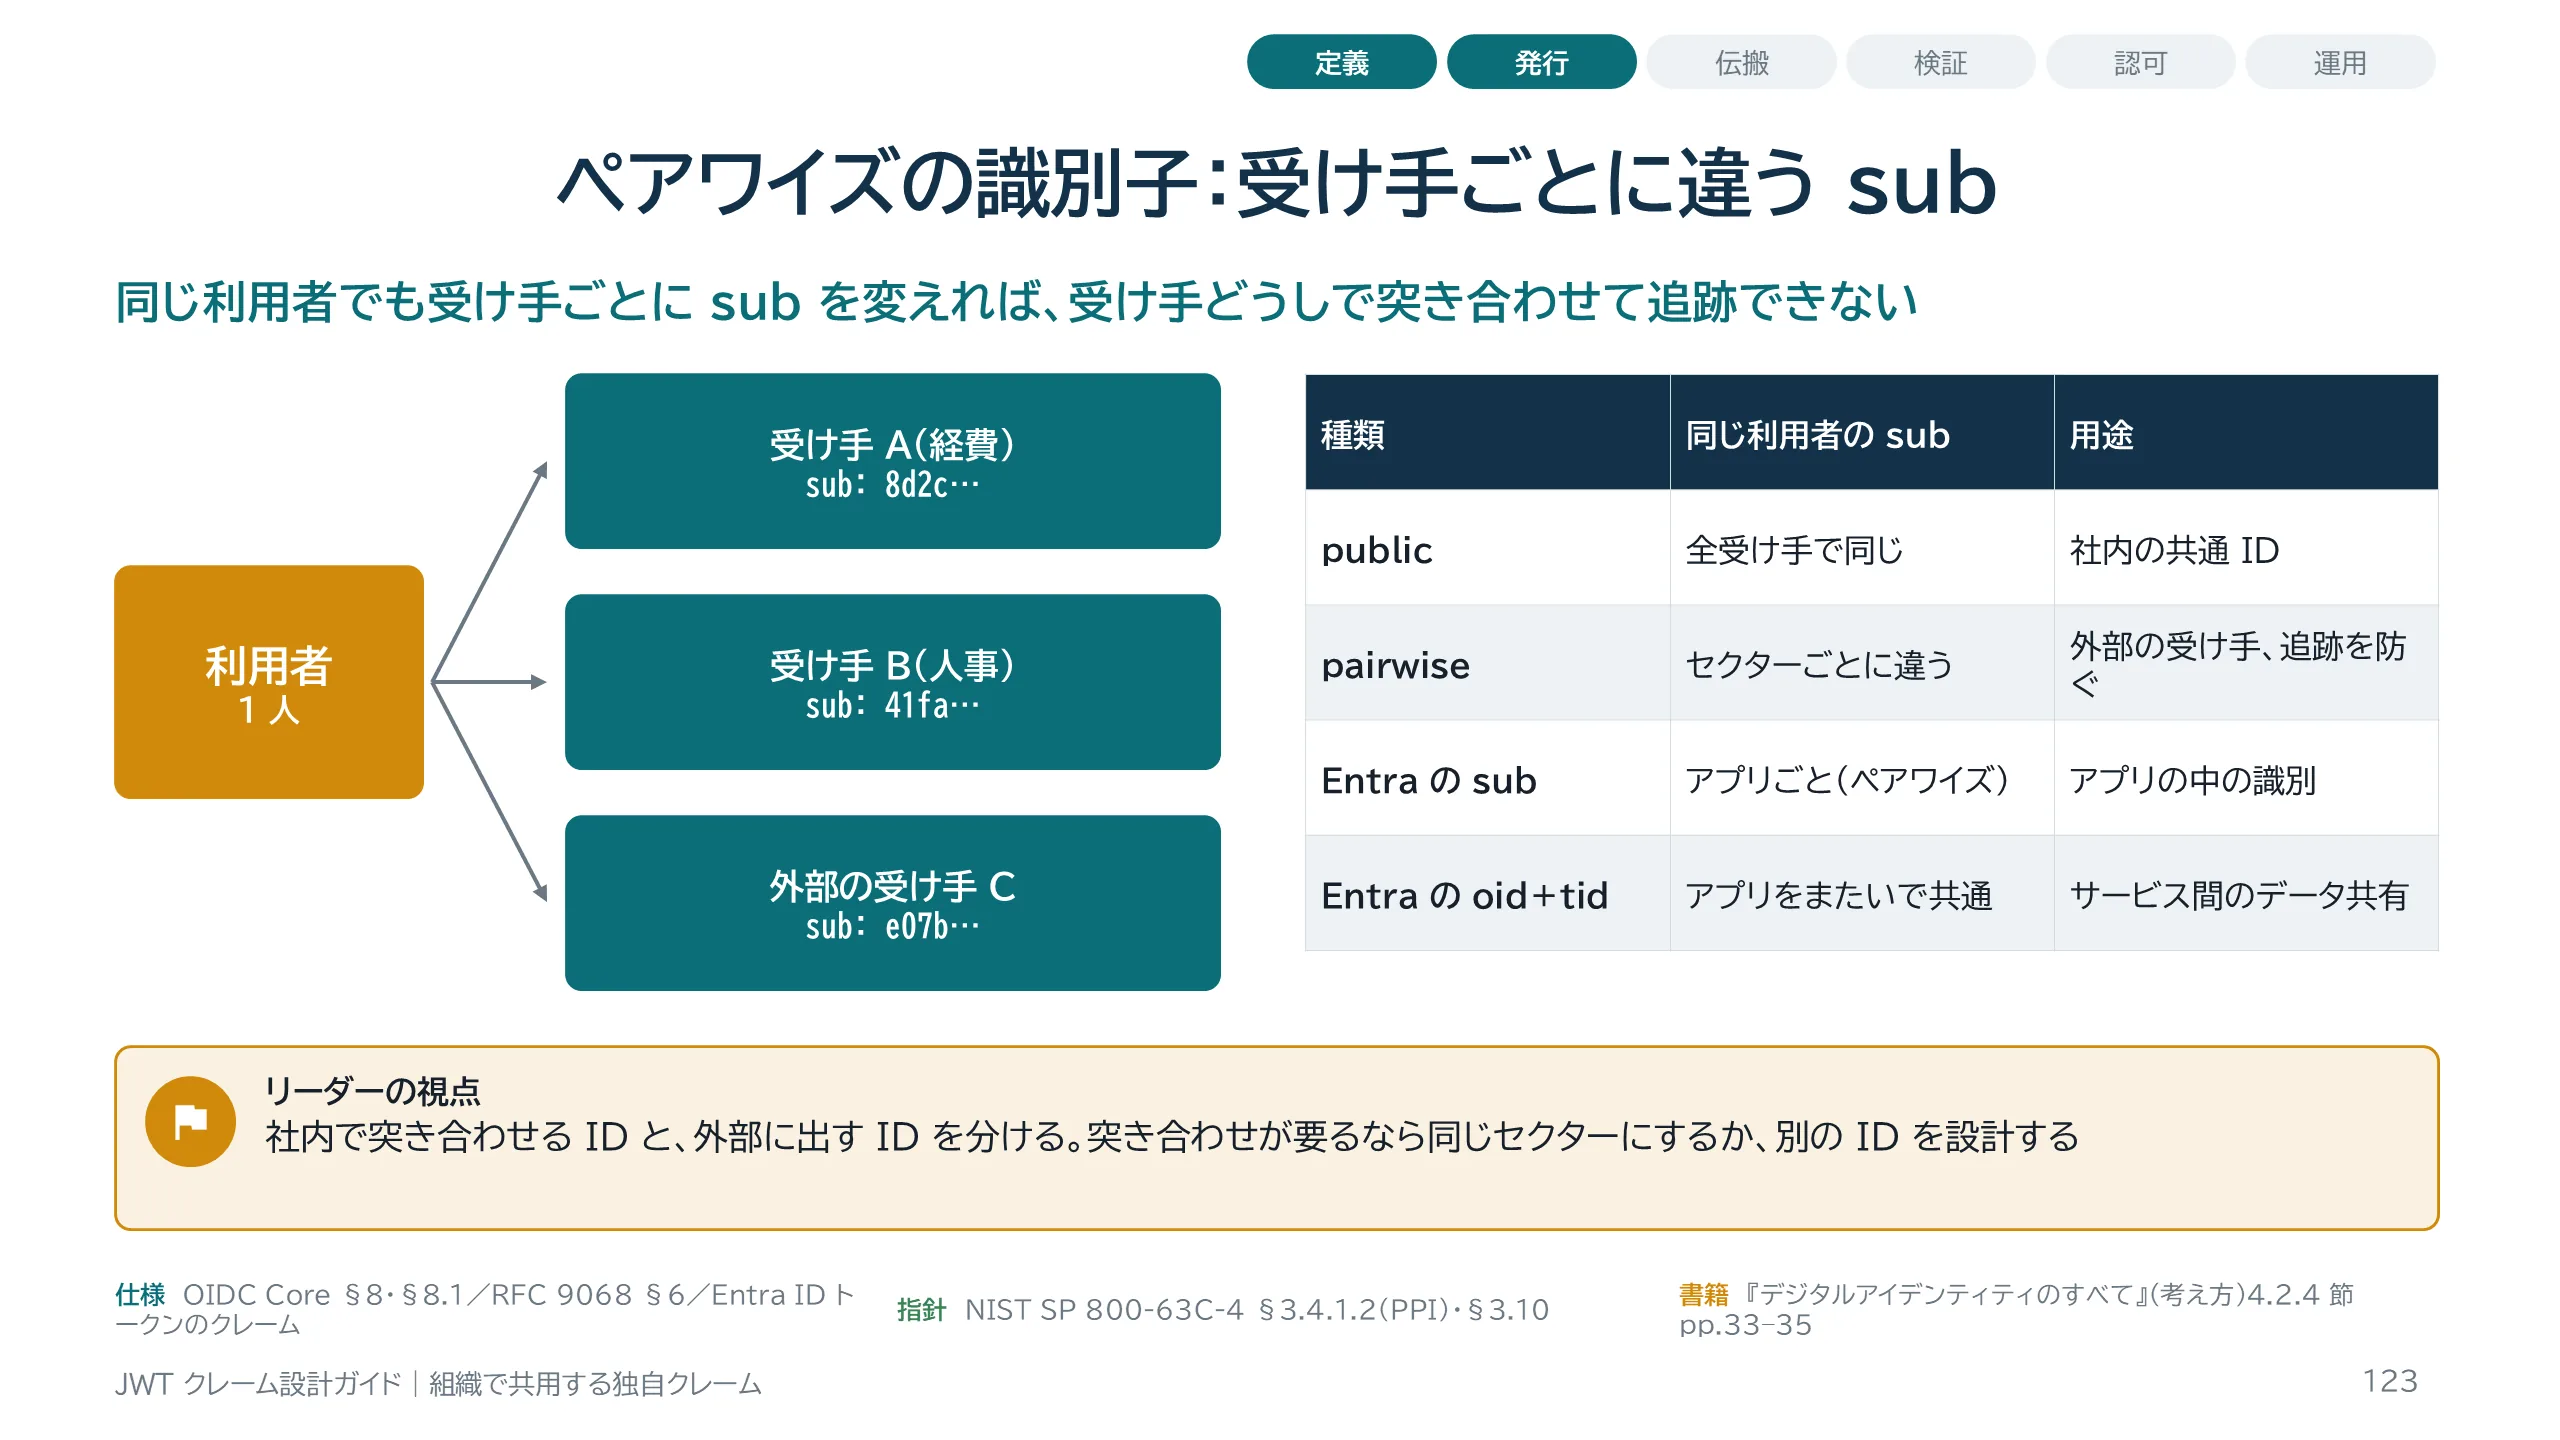 定義
発行
伝搬
検証
認可
運用
ペアワイズの識別子：受け手ごとに違う sub
同じ利用者でも受け手ごとに sub を変えれば、受け手どうしで突き合わせて追跡できない
利用者
1 人
受け手 A（経費）
sub: 8d2c…
受け手 B（人事）
sub: 41fa…
外部の受け手 C
sub: e07b…
種類
同じ利用者の sub
用途
public
全受け手で同じ
社内の共通 ID
pairwise
セクターごとに違う
外部の受け手、追跡を防
ぐ
Entra の sub
アプリごと（ペアワイズ）
アプリの中の識別
Entra の oid+tid
アプリをまたいで共通
サービス間のデータ共有
リーダーの視点
社内で突き合わせる ID と、外部に出す ID を分ける。突き合わせが要るなら同じセクターにするか、別の ID を設計する
仕様 OIDC Core §8・§8.1／RFC 9068 §6／Entra ID ト
ークンのクレーム
指針 NIST SP 800-63C-4 §3.4.1.2（PPI）・§3.10
書籍 『デジタルアイデンティティのすべて』（考え方）4.2.4 節
pp.33–35
JWT クレーム設計ガイド｜組織で共用する独自クレーム
123